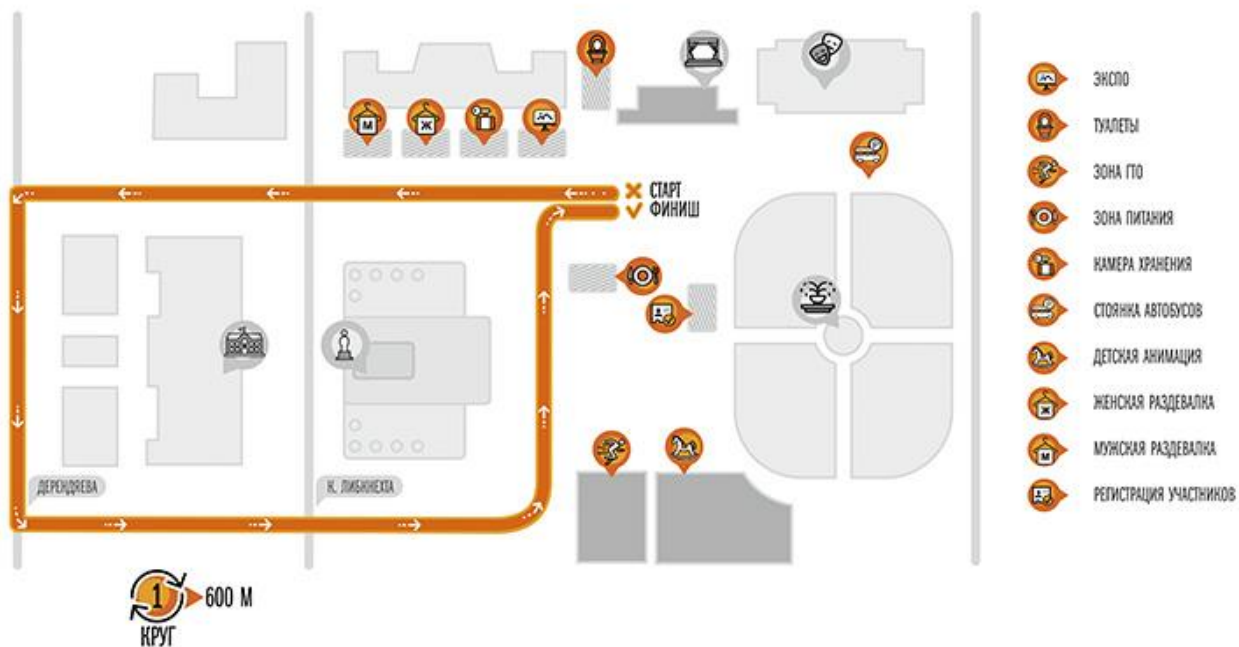 М
Ж
СТАРТ
ФИНИШ
ДЕРЕНДЯЕВА
К. ЛИБКНЕХТА
1
600 М
КРУГ
ЭКСПО
ТУАЛЕТЫ
ЗОНА ГТО
ЗОНА ПИТАНИЯ
КАМЕРА ХРАНЕНИЯ
СТОЯНКА АВТОБУСОВ
ДЕТСКАЯ АНИМАЦИЯ
Ж
ЖЕНСКАЯ РАЗДЕВАЛКА
М
МУЖСКАЯ РАЗДЕВАЛКА
РЕГИСТРАЦИЯ УЧАСТНИКОВ